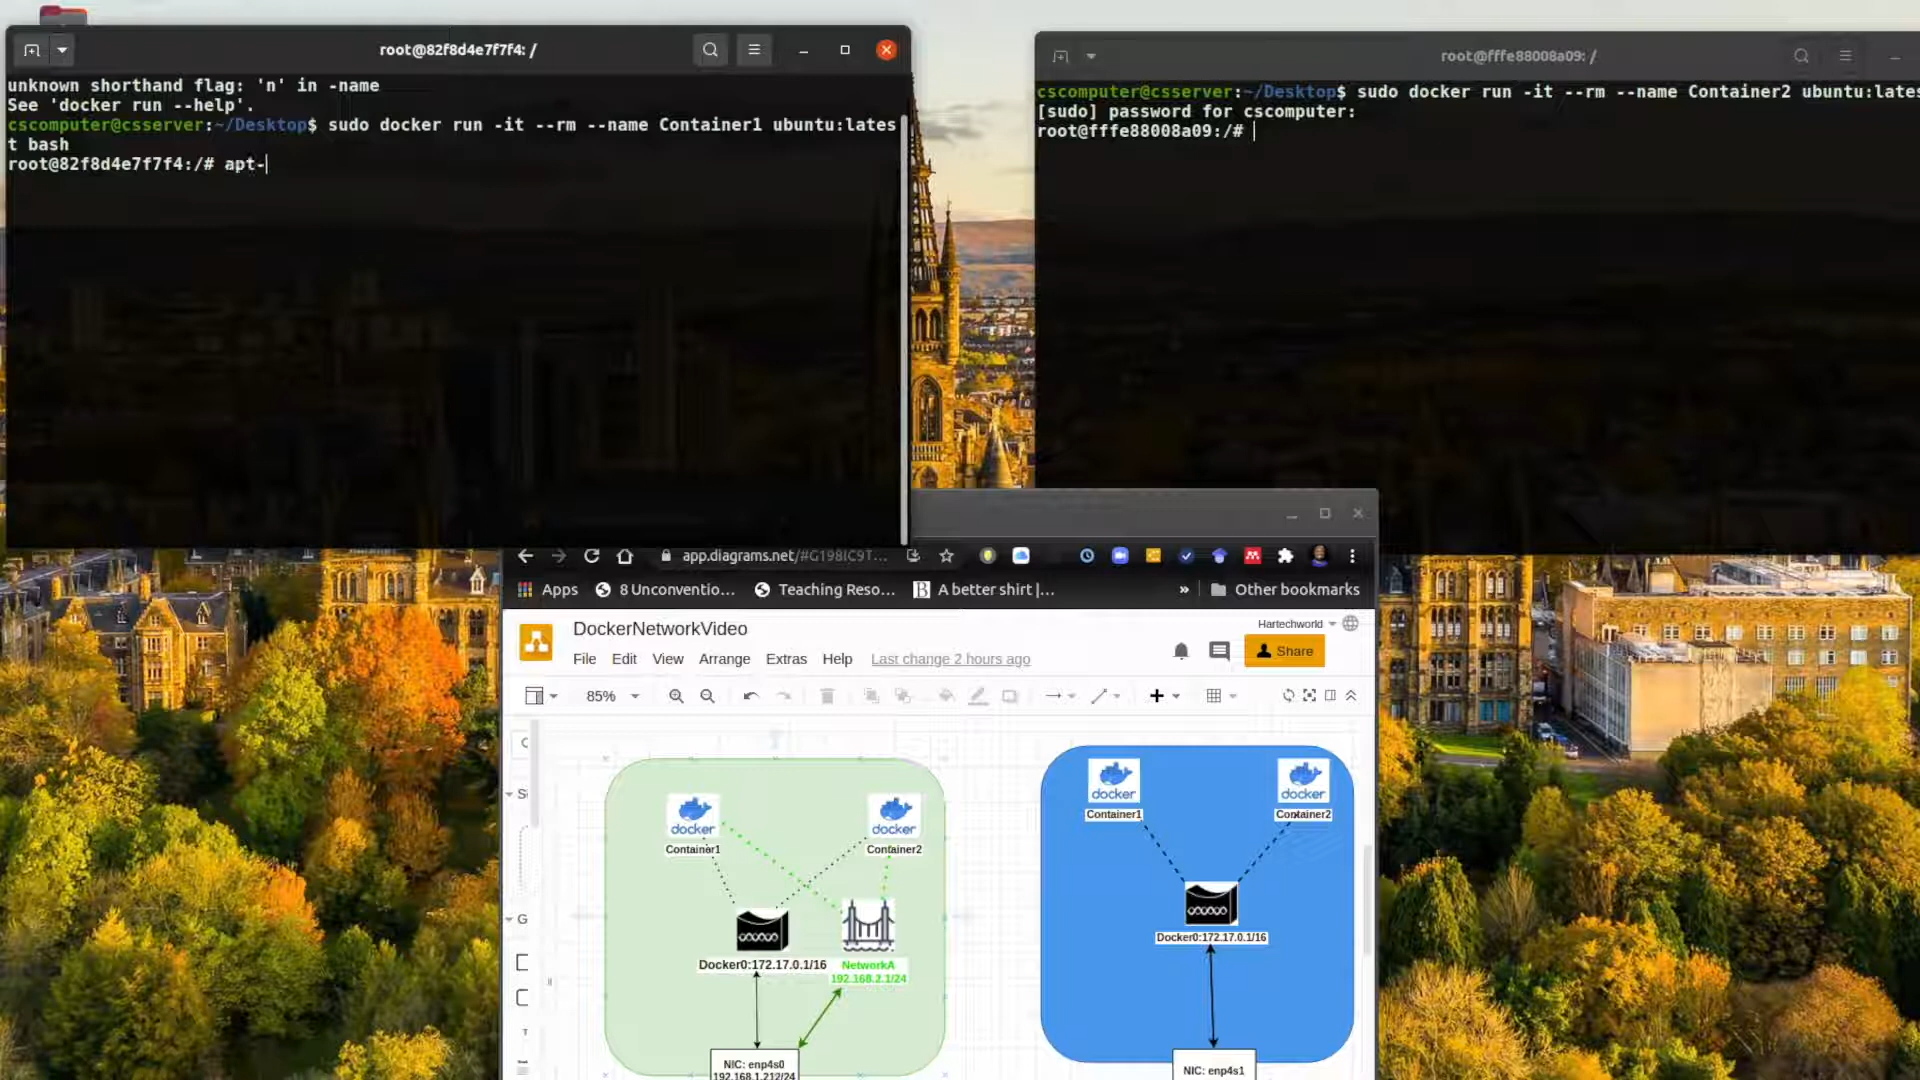 root@82f8d4e7f7f4: /
unknown shorthand flag: 'n' in -name
See 'docker run --help'.
cscomputer@csserver:~/Desktop$ sudo docker run -it --rm --name Container1 ubuntu:lates
t bash
root@82f8d4e7f7f4:/# apt-
root@fffe88008a09: /
cscomputer@csserver:~/Desktop$ sudo docker run -it --rm --name Container2 ubuntu:lates
[sudo] password for cscomputer:
root@fffe88008a09:/#
app.diagrams.net/#G198IC9T...
Apps 8 Unconventio... Teaching Reso... B A better shirt |... » Other bookmarks
DockerNetworkVideo
Hartechworld
File Edit View Arrange Extras Help Last change 2 hours ago
Share
85%
docker
Container1
docker
Container2
Docker0:172.17.0.1/16
NetworkA
192.168.2.1/24
NIC: enp4s0
192.168.1.212/24
docker
Container1
docker
Container2
Docker0:172.17.0.1/16
NIC: enp4s1